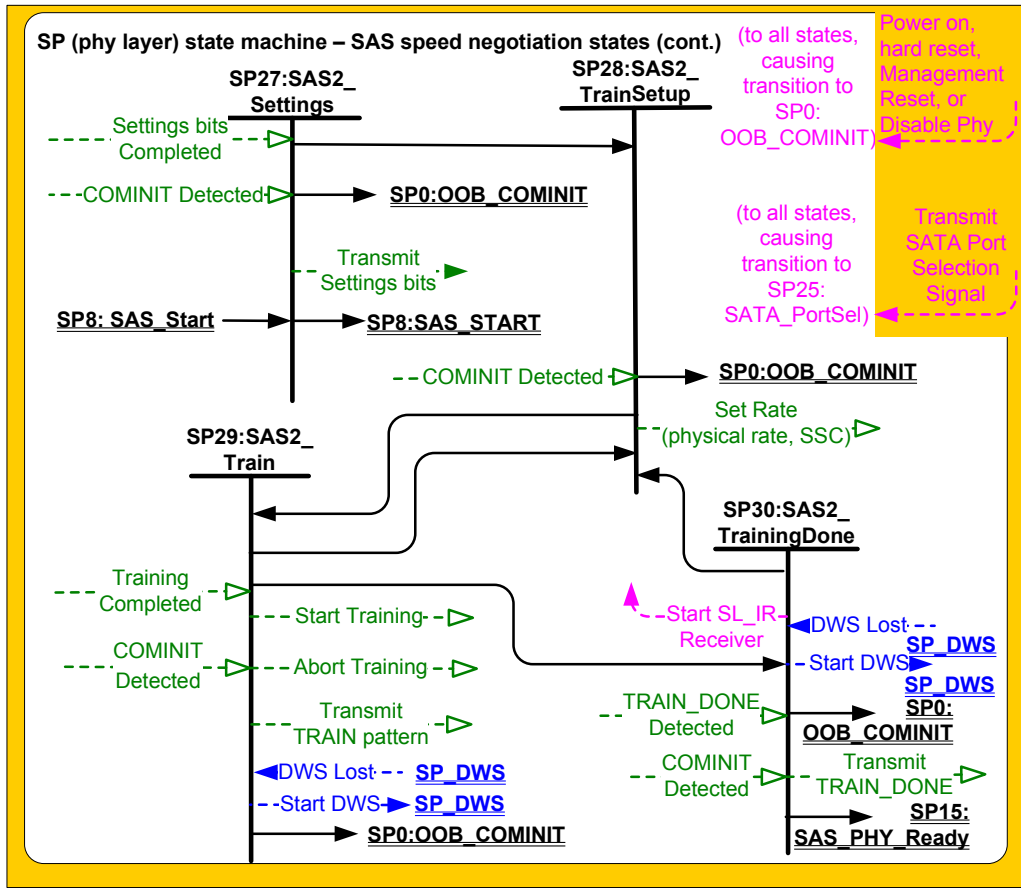 SP (phy layer) state machine – SAS speed negotiation states (cont.)
(to all states,
causing
transition to
SP0:
OOB_COMINIT)
Power on,
hard reset,
Management
Reset, or
Disable Phy
SP27:SAS2_
Settings
SP28:SAS2_
TrainSetup
Settings bits
Completed
COMINIT Detected
SP0:OOB_COMINIT
(to all states,
causing
transition to
SP25:
SATA_PortSel)
Transmit
SATA Port
Selection
Signal
Transmit
Settings bits
SP8: SAS_Start
SP8:SAS_START
COMINIT Detected
SP0:OOB_COMINIT
Set Rate
(physical rate, SSC)
SP29:SAS2_
Train
SP30:SAS2_
TrainingDone
Training
Completed
Start Training
COMINIT
Detected
Abort Training
Transmit
TRAIN pattern
DWS Lost
SP_DWS
Start DWS
SP_DWS
SP0:OOB_COMINIT
Start SL_IR
Receiver
DWS Lost
SP_DWS
Start DWS
SP_DWS
TRAIN_DONE
Detected
SP0:
OOB_COMINIT
COMINIT
Detected
Transmit
TRAIN_DONE
SP15:
SAS_PHY_Ready